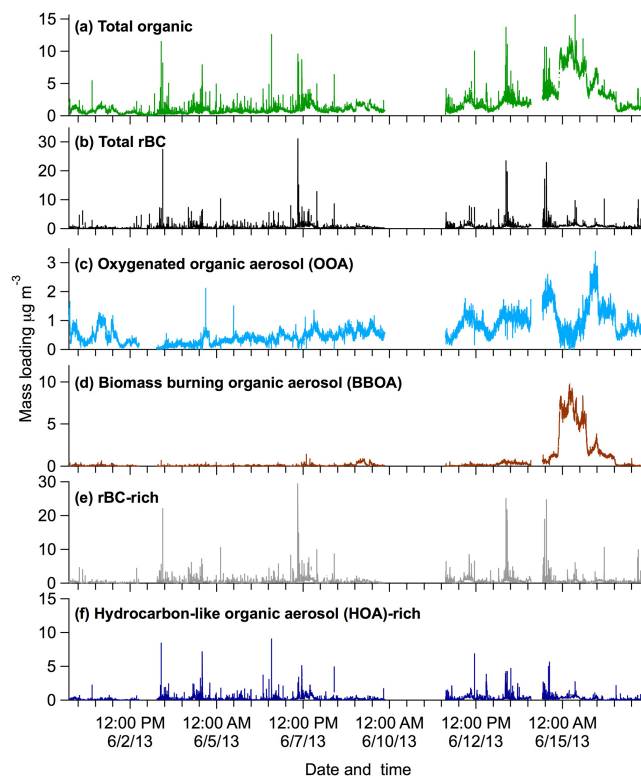 15
(a) Total organic
10
5
0
(b) Total rBC
30
20
10
0
(c) Oxygenated organic aerosol (OOA)
3
2
1
0
(d) Biomass burning organic aerosol (BBOA)
10
5
0
30
(e) rBC-rich
20
10
0
15
(f) Hydrocarbon-like organic aerosol (HOA)-rich
10
5
0
Mass loading µg m⁻³
12:00 PM 12:00 AM 12:00 PM 12:00 AM 12:00 PM 12:00 AM
6/2/13 6/5/13 6/7/13 6/10/13 6/12/13 6/15/13
Date and time